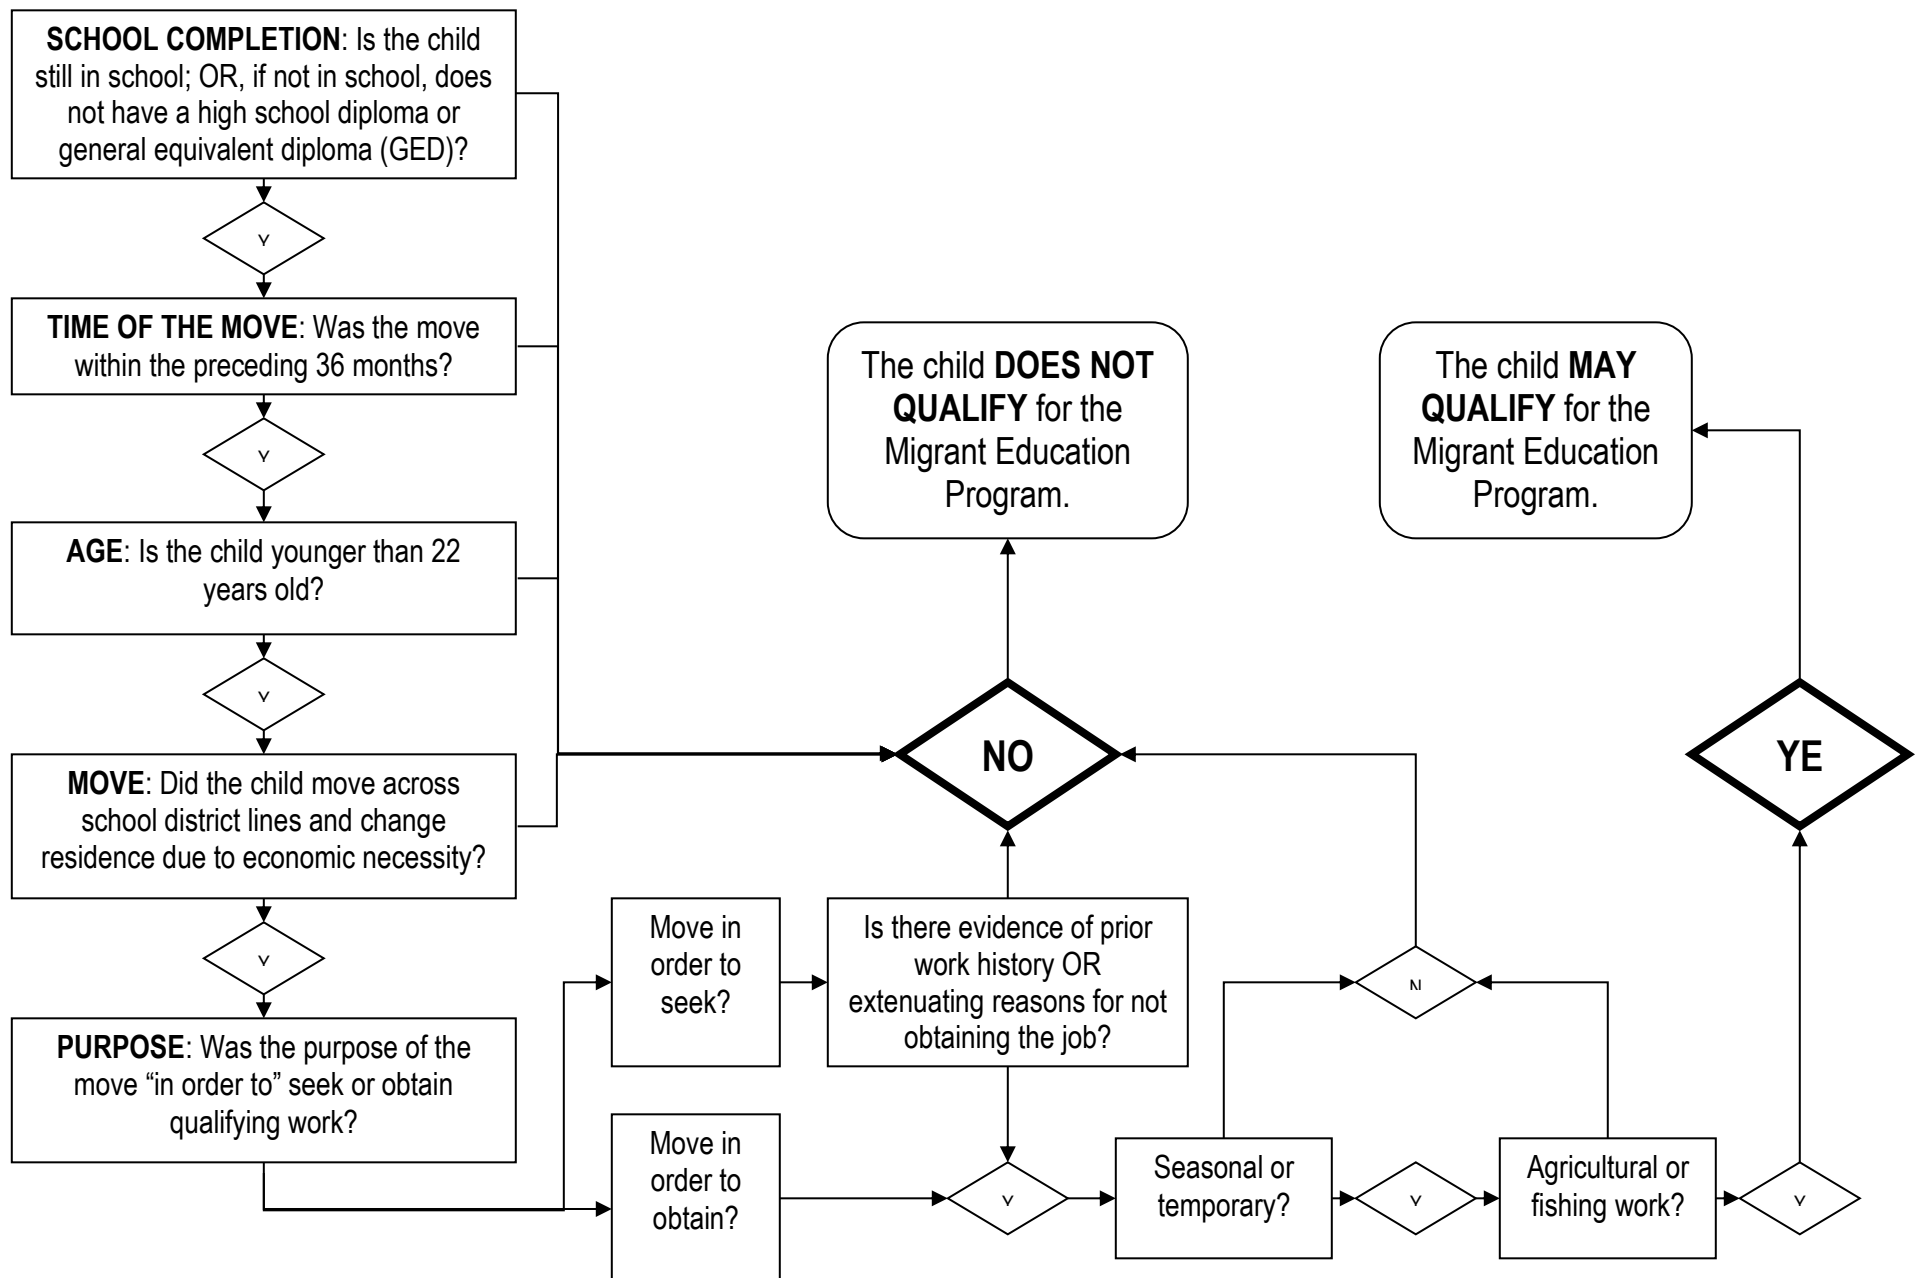 SCHOOL COMPLETION: Is the child
still in school; OR, if not in school, does
not have a high school diploma or
general equivalent diploma (GED)?
Y
TIME OF THE MOVE: Was the move
within the preceding 36 months?
Y
AGE: Is the child younger than 22
years old?
Y
MOVE: Did the child move across
school district lines and change
residence due to economic necessity?
Y
PURPOSE: Was the purpose of the
move “in order to” seek or obtain
qualifying work?
Move in
order to
seek?
Is there evidence of prior
work history OR
extenuating reasons for not
obtaining the job?
Move in
order to
obtain?
Y
Seasonal or
temporary?
Y
Agricultural or
fishing work?
Y
N
NO
YE
The child DOES NOT
QUALIFY for the
Migrant Education
Program.
The child MAY
QUALIFY for the
Migrant Education
Program.